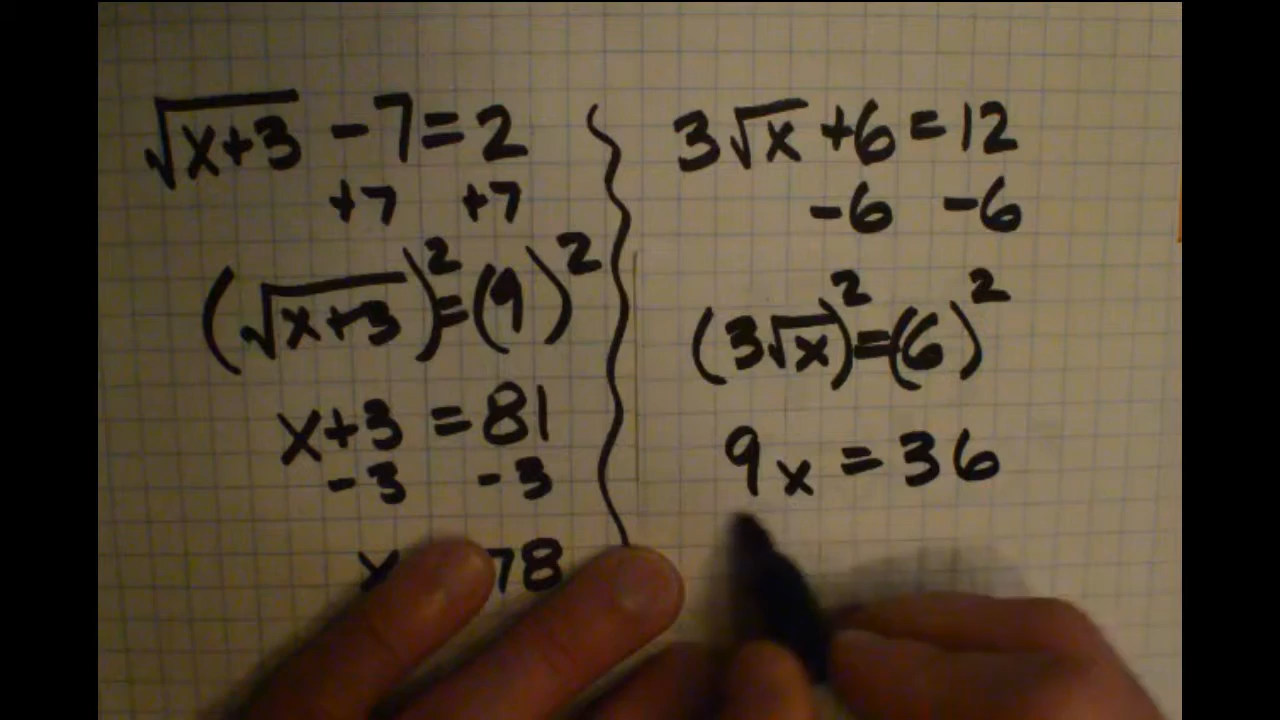 √x+3 - 7 = 2
+7 +7
(√x+3)² = (9)²
x+3 = 81
-3 -3
x 78
3√x + 6 = 12
-6 -6
(3√x)² = (6)²
9x = 36